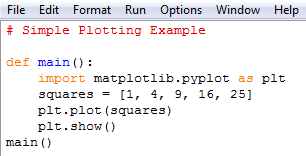 File Edit Format Run Options Window Help
# Simple Plotting Example
def main():
    import matplotlib.pyplot as plt
    squares = [1, 4, 9, 16, 25]
    plt.plot(squares)
    plt.show()
main()